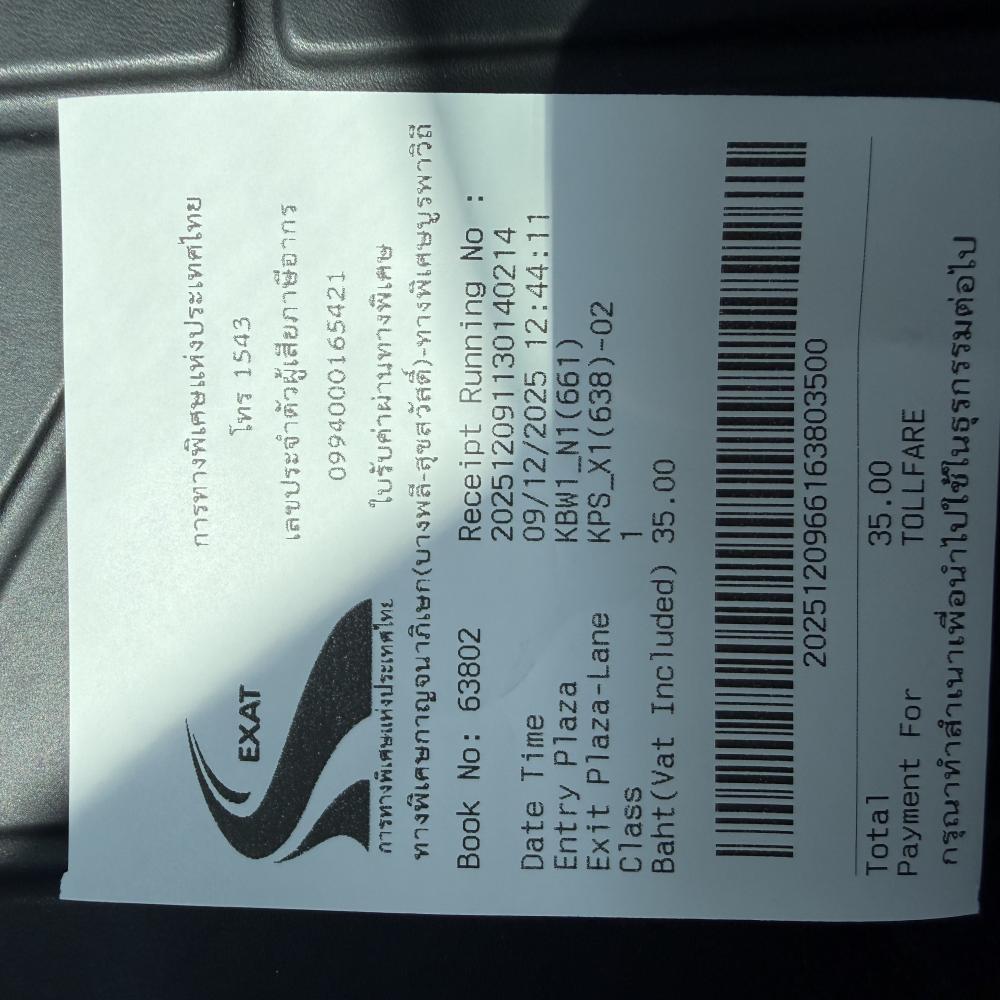 EXAT
การทางพิเศษแห่งประเทศไทย
การทางพิเศษแห่งประเทศไทย
โทร 1543
เลขประจำตัวผู้เสียภาษีอากร
0994000165421
ใบรับค่าผ่านทางพิเศษ
ทางพิเศษกาญจนาภิเษก(บางพลี-สุขสวัสดิ์)-ทางพิเศษบูรพาวิถี
Book No: 63802 Receipt Running No :
20251209113014​0214
Date Time 09/12/2025 12:44:11
Entry Plaza KBW1_N1(661)
Exit Plaza-Lane KPS_X1(638)-02
Class 1
Baht(Vat Included) 35.00
2025120966163803500
Total 35.00
Payment For TOLLFARE
กรุณาทำสำเนาเพื่อนำไปใช้ในธุรกรรมต่อไป